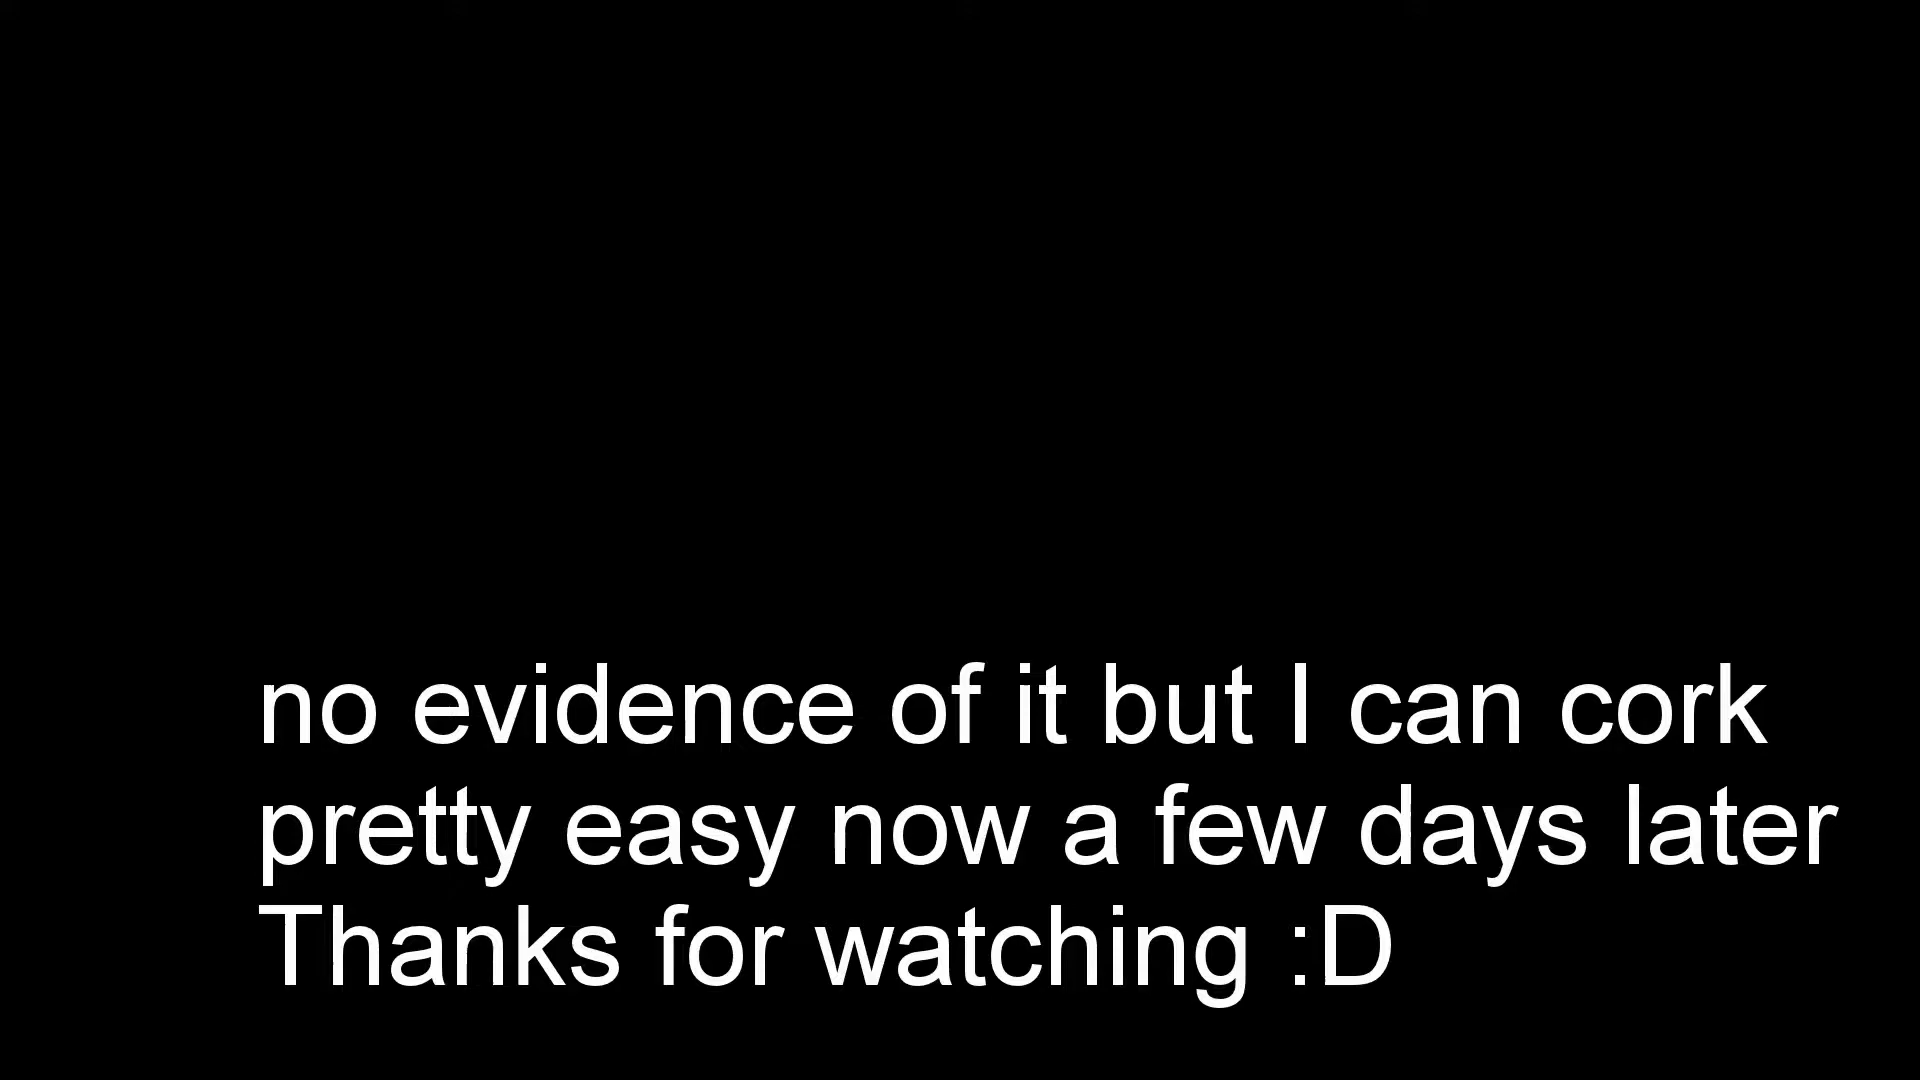 no evidence of it but I can cork
pretty easy now a few days later
Thanks for watching :D